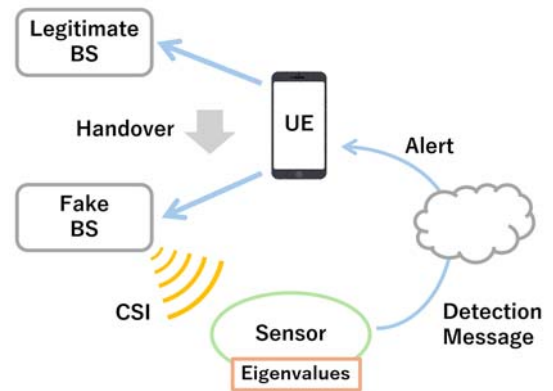 Legitimate
BS
UE
Handover
Alert
Fake
BS
CSI
Sensor
Eigenvalues
Detection
Message